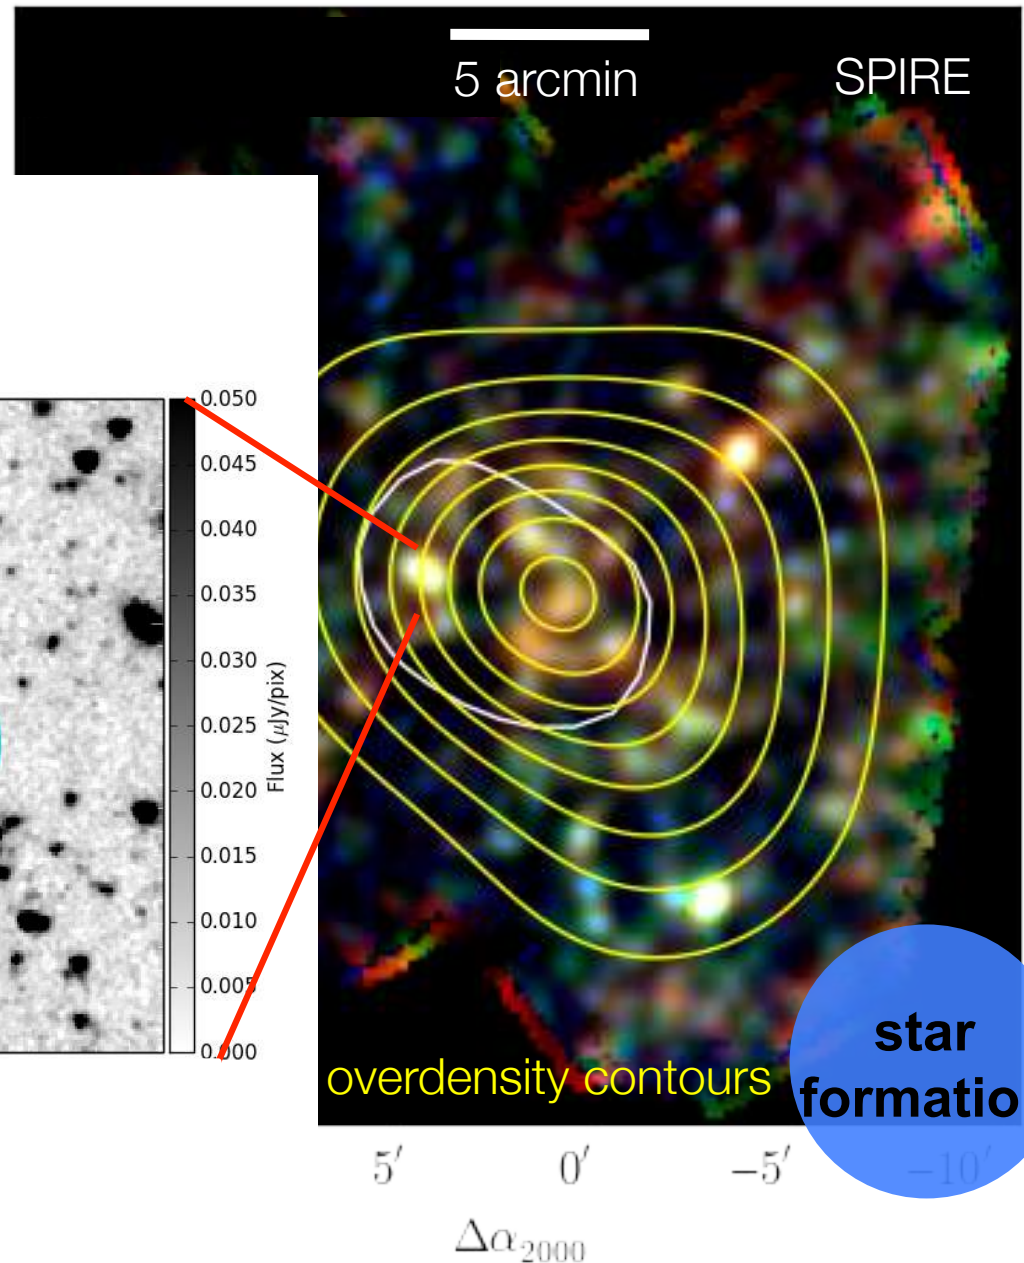 5 arcmin
SPIRE
0.050
0.045
0.040
0.035
0.030
0.025
0.020
0.015
0.010
0.005
0.000
Flux (μJy/pix)
overdensity contours
star
formatio
5′ 0′ −5′ −10′
Δα2000